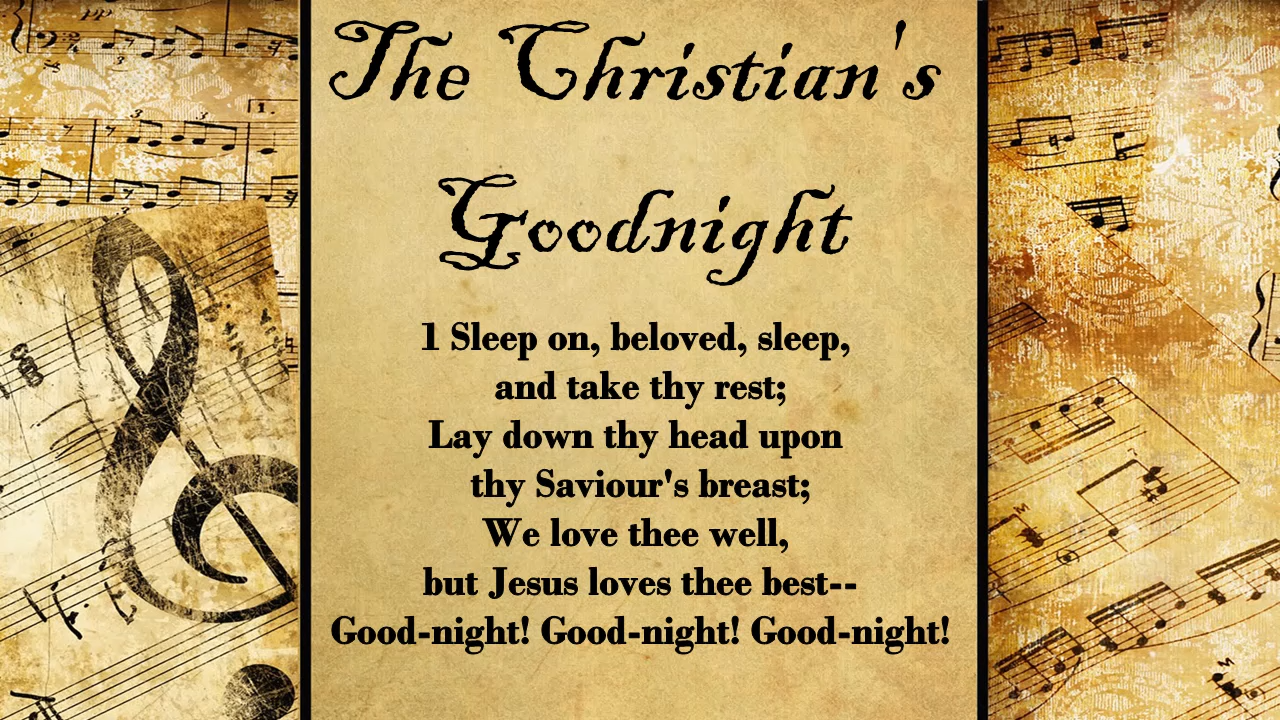 The Christian's
Goodnight
1 Sleep on, beloved, sleep,
and take thy rest;
Lay down thy head upon
thy Saviour's breast;
We love thee well,
but Jesus loves thee best--
Good-night! Good-night! Good-night!